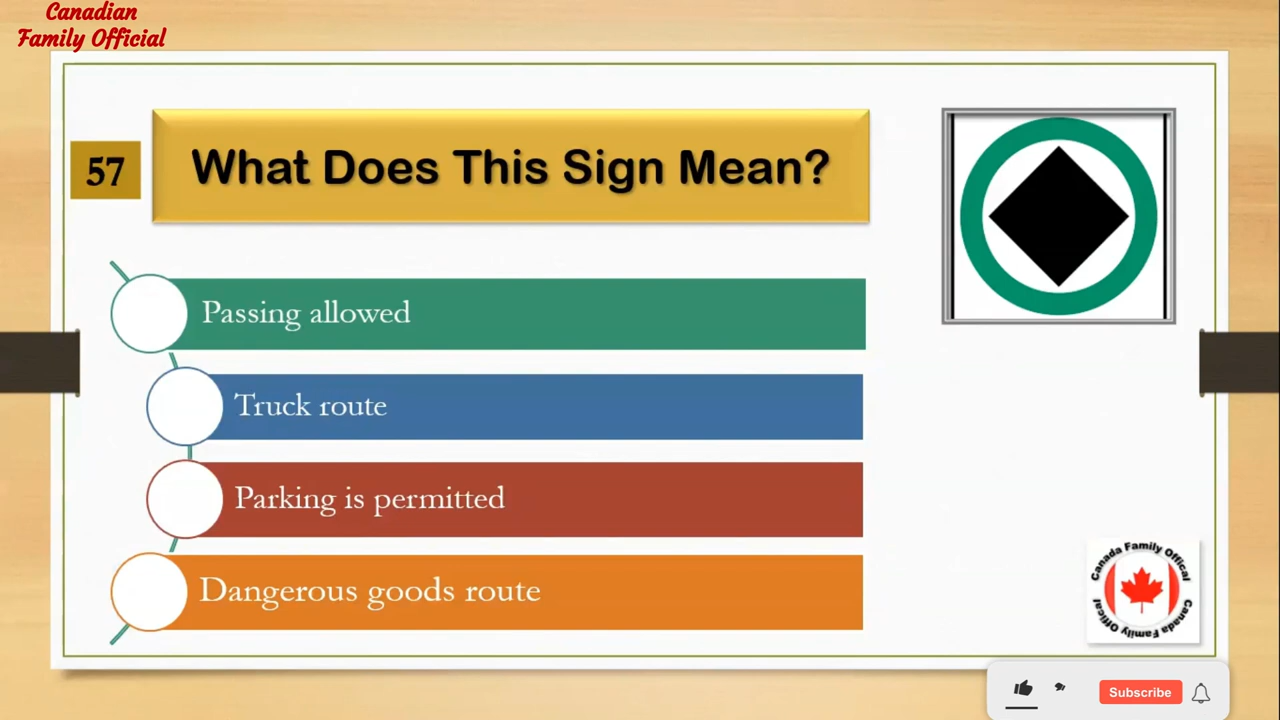 Canadian
Family Official
57
What Does This Sign Mean?
Passing allowed
Truck route
Parking is permitted
Dangerous goods route
Canada Family Offical
Canada Family Offical
Subscribe